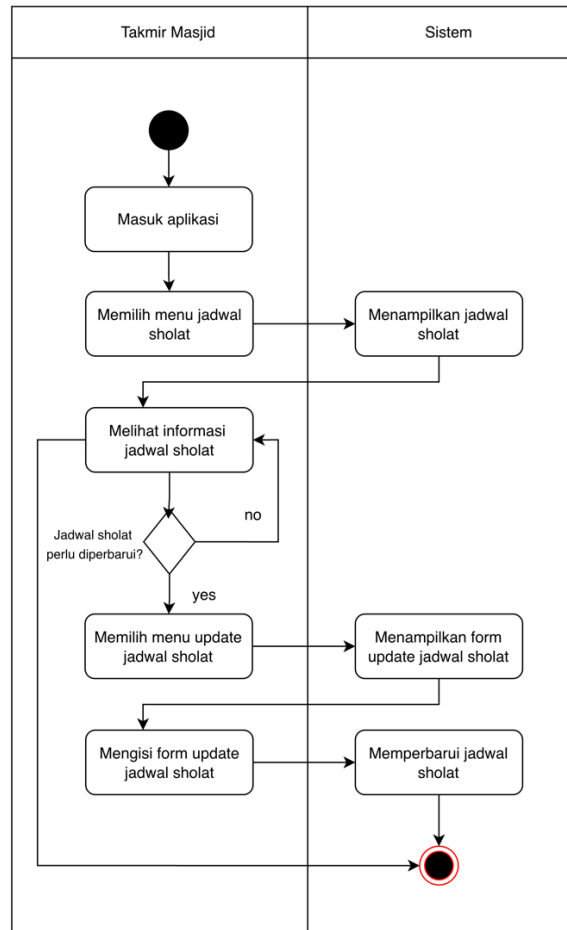 Takmir Masjid
Sistem
Masuk aplikasi
Memilih menu jadwal
sholat
Menampilkan jadwal
sholat
Melihat informasi
jadwal sholat
no
Jadwal sholat
perlu diperbarui?
yes
Memilih menu update
jadwal sholat
Menampilkan form
update jadwal sholat
Mengisi form update
jadwal sholat
Memperbarui jadwal
sholat